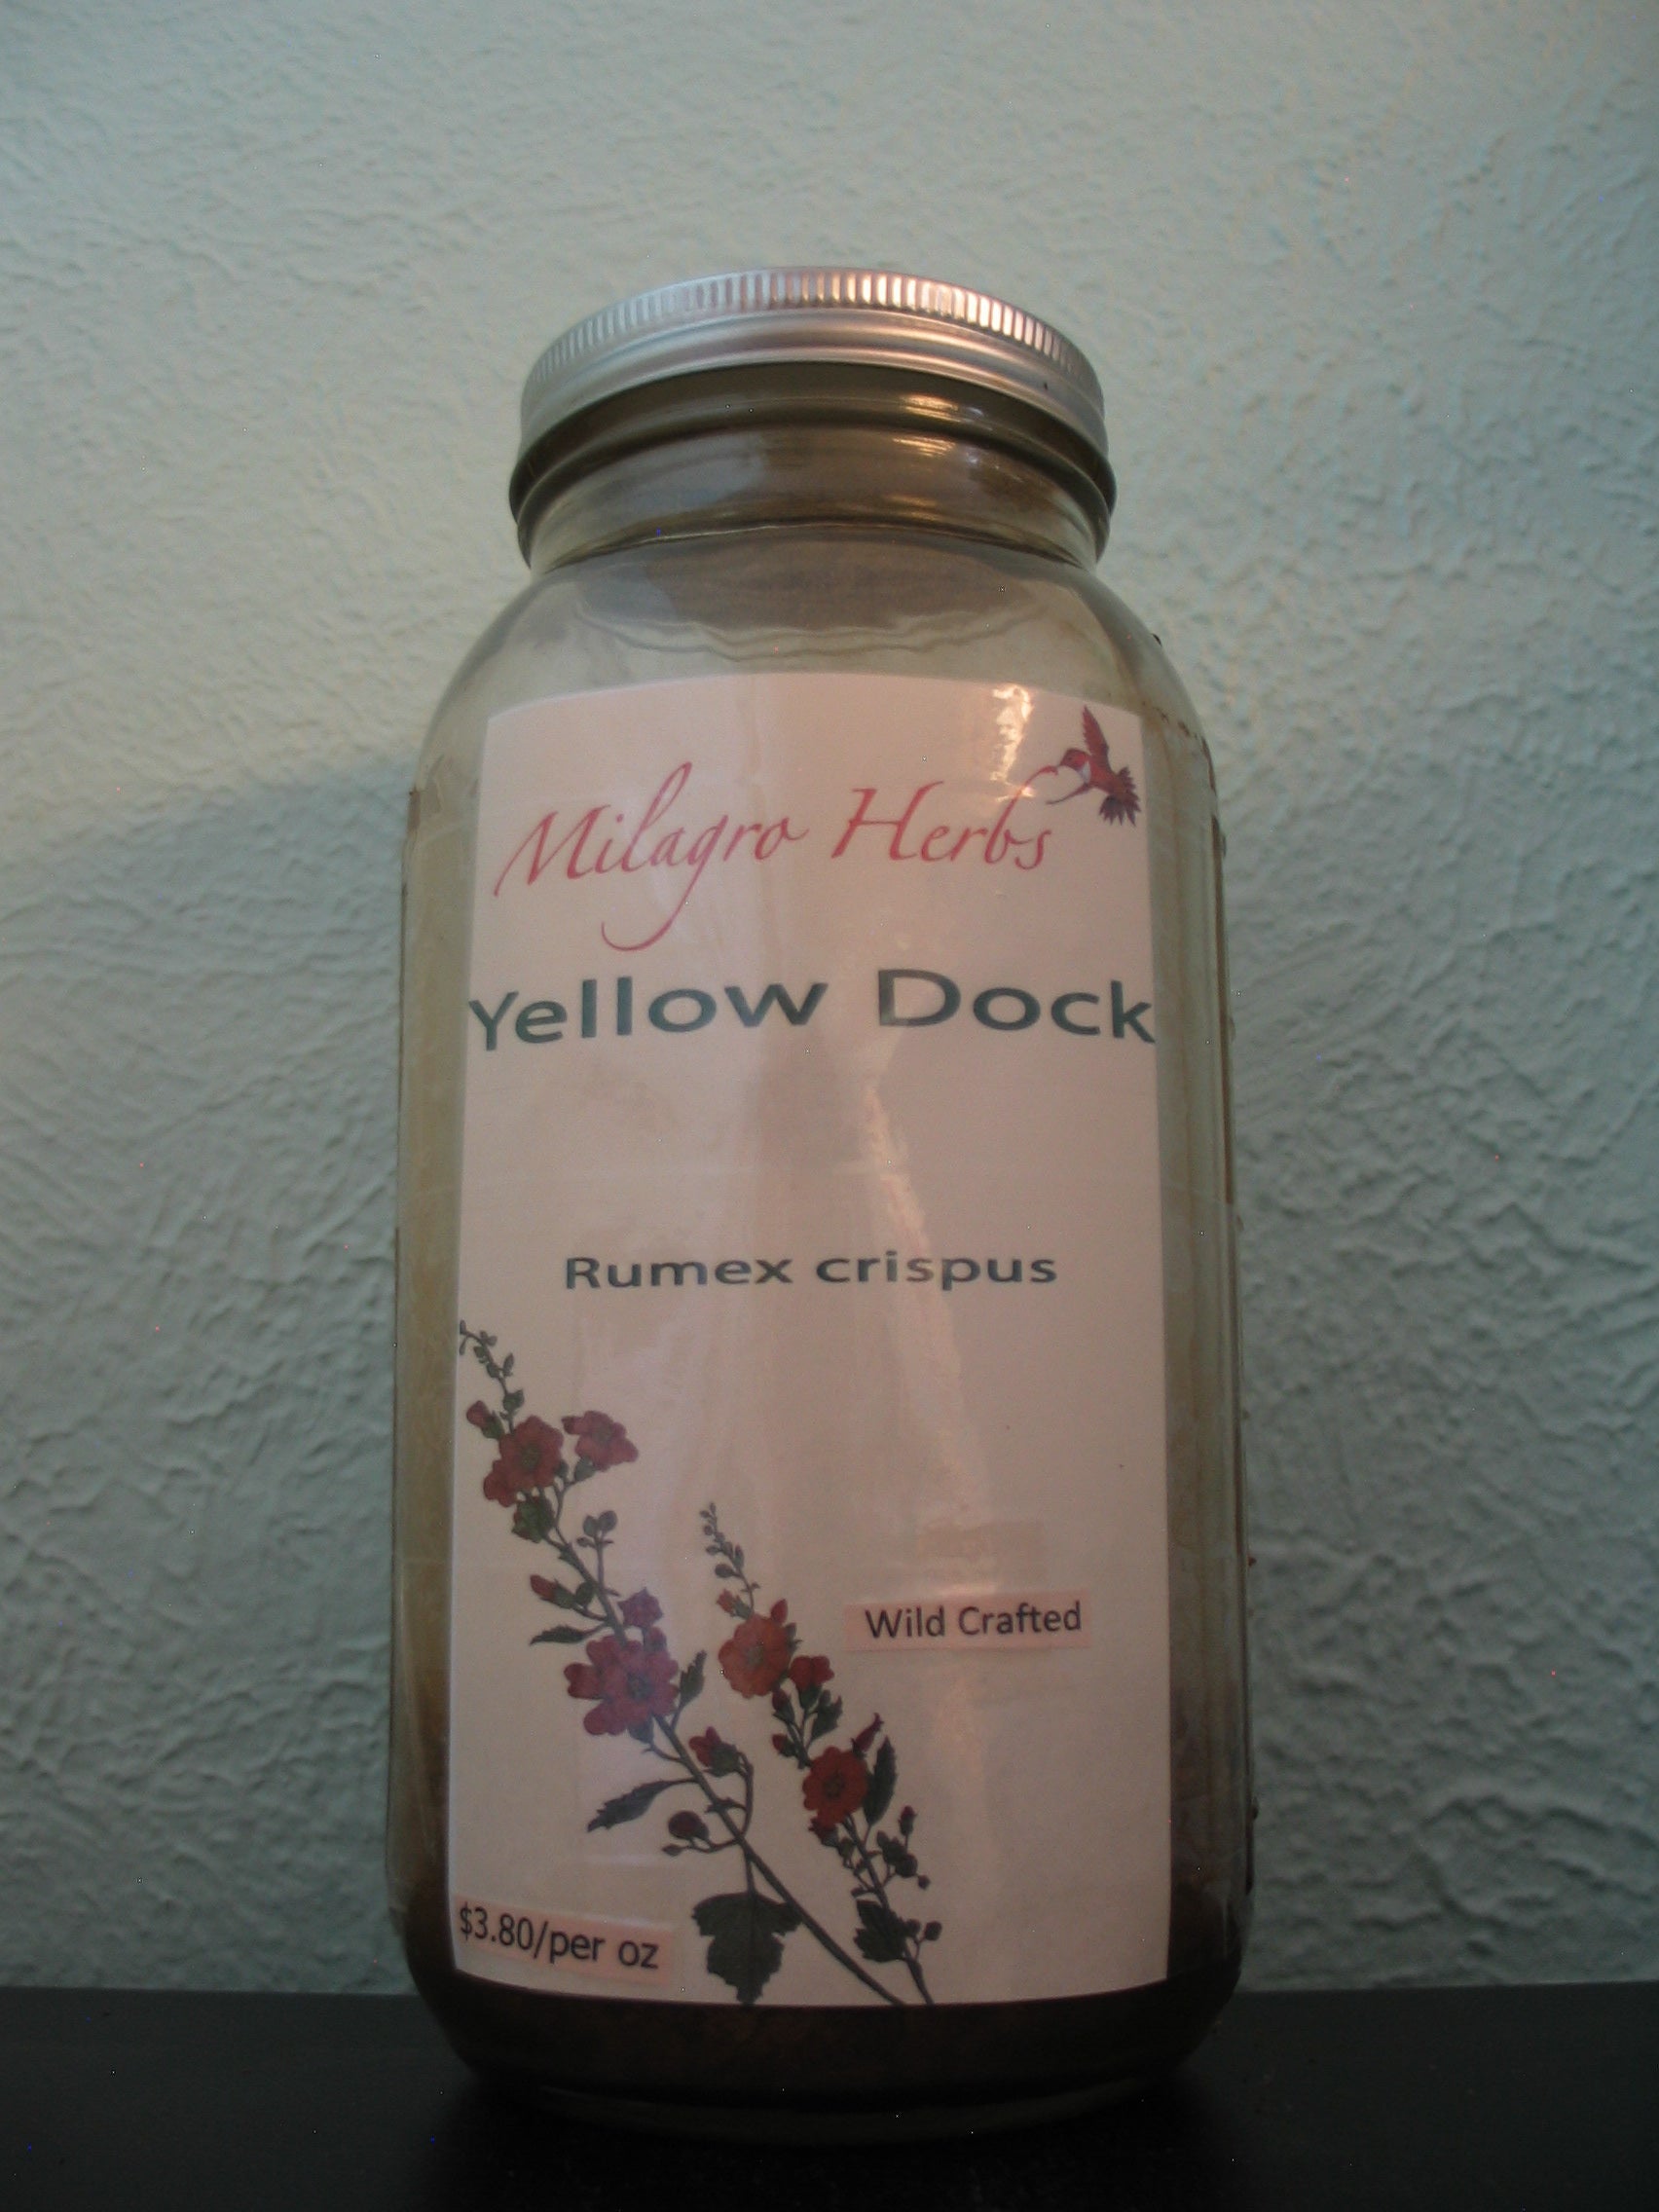 Milagro Herbs
Yellow Dock
Rumex crispus
Wild Crafted
$3.80/per oz